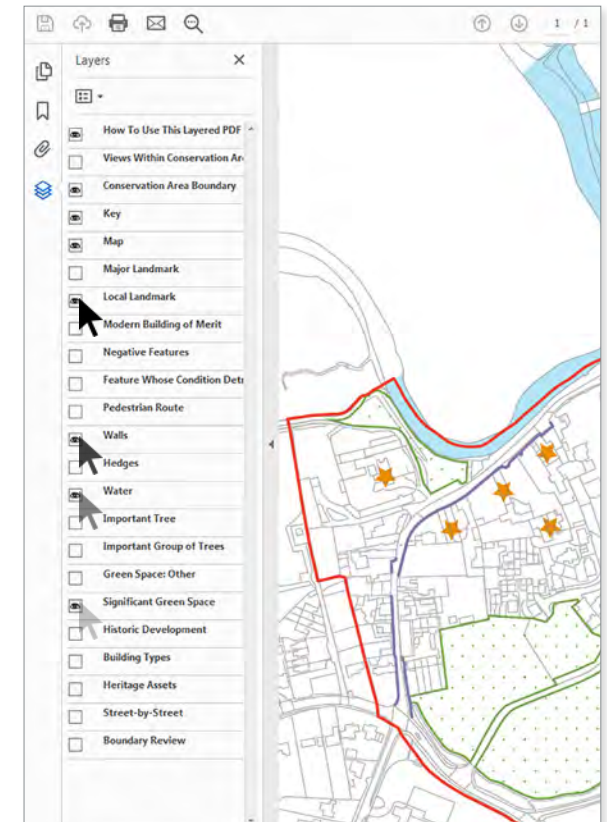 1 / 1
Layers
How To Use This Layered PDF
Views Within Conservation Are
Conservation Area Boundary
Key
Map
Major Landmark
Local Landmark
Modern Building of Merit
Negative Features
Feature Whose Condition Detr
Pedestrian Route
Walls
Hedges
Water
Important Tree
Important Group of Trees
Green Space: Other
Significant Green Space
Historic Development
Building Types
Heritage Assets
Street-by-Street
Boundary Review